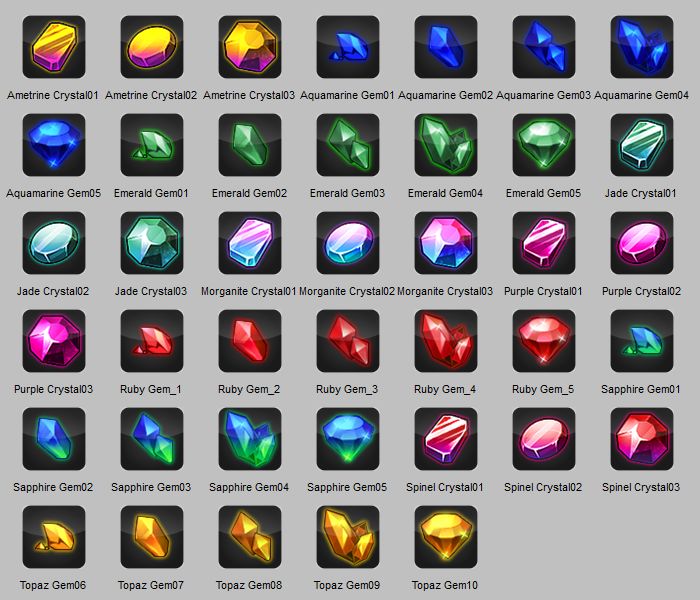 Ametrine Crystal01 Ametrine Crystal02 Ametrine Crystal03 Aquamarine Gem01 Aquamarine Gem02 Aquamarine Gem03 Aquamarine Gem04
Aquamarine Gem05 Emerald Gem01 Emerald Gem02 Emerald Gem03 Emerald Gem04 Emerald Gem05 Jade Crystal01
Jade Crystal02 Jade Crystal03 Morganite Crystal01 Morganite Crystal02 Morganite Crystal03 Purple Crystal01 Purple Crystal02
Purple Crystal03 Ruby Gem_1 Ruby Gem_2 Ruby Gem_3 Ruby Gem_4 Ruby Gem_5 Sapphire Gem01
Sapphire Gem02 Sapphire Gem03 Sapphire Gem04 Sapphire Gem05 Spinel Crystal01 Spinel Crystal02 Spinel Crystal03
Topaz Gem06 Topaz Gem07 Topaz Gem08 Topaz Gem09 Topaz Gem10